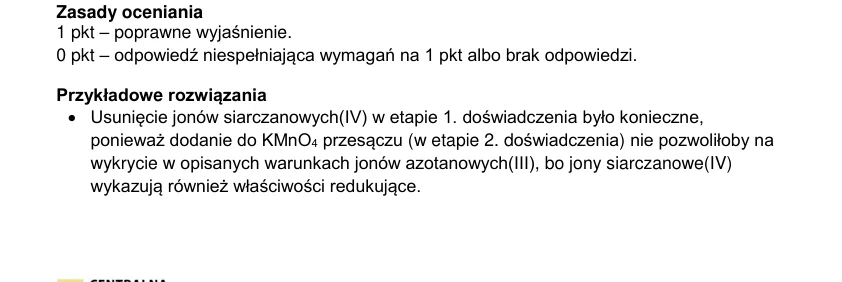 Zasady oceniania
1 pkt – poprawne wyjaśnienie.
0 pkt – odpowiedź niespełniająca wymagań na 1 pkt albo brak odpowiedzi.
Przykładowe rozwiązania
• Usunięcie jonów siarczanowych(IV) w etapie 1. doświadczenia było konieczne,
ponieważ dodanie do KMnO₄ przesączu (w etapie 2. doświadczenia) nie pozwoliłoby na
wykrycie w opisanych warunkach jonów azotanowych(III), bo jony siarczanowe(IV)
wykazują również właściwości redukujące.
CENTRALNA